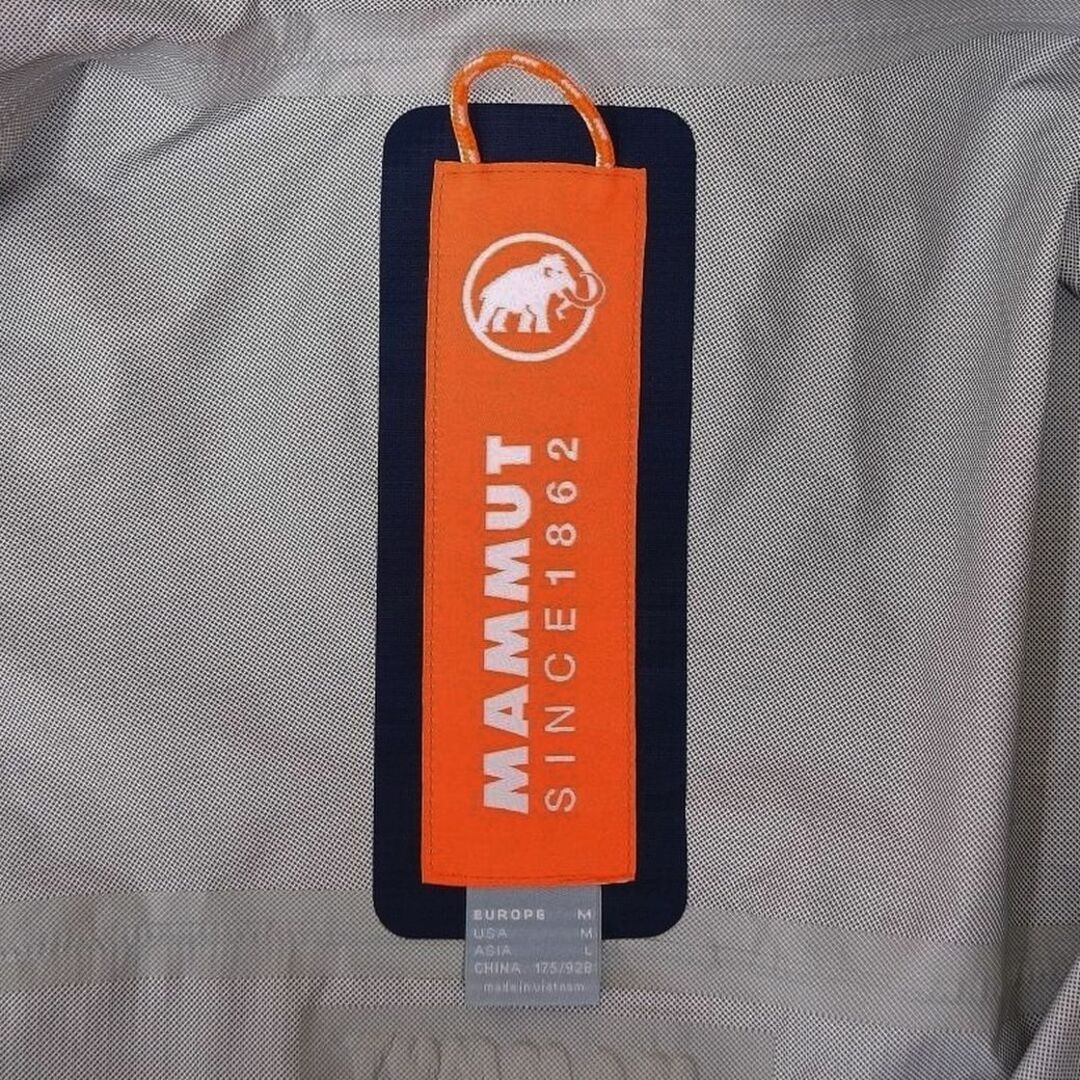 MAMMUT
SINCE1862
EUROPE M
USA M
ASIA L
CHINA 175/92B
made in vietnam